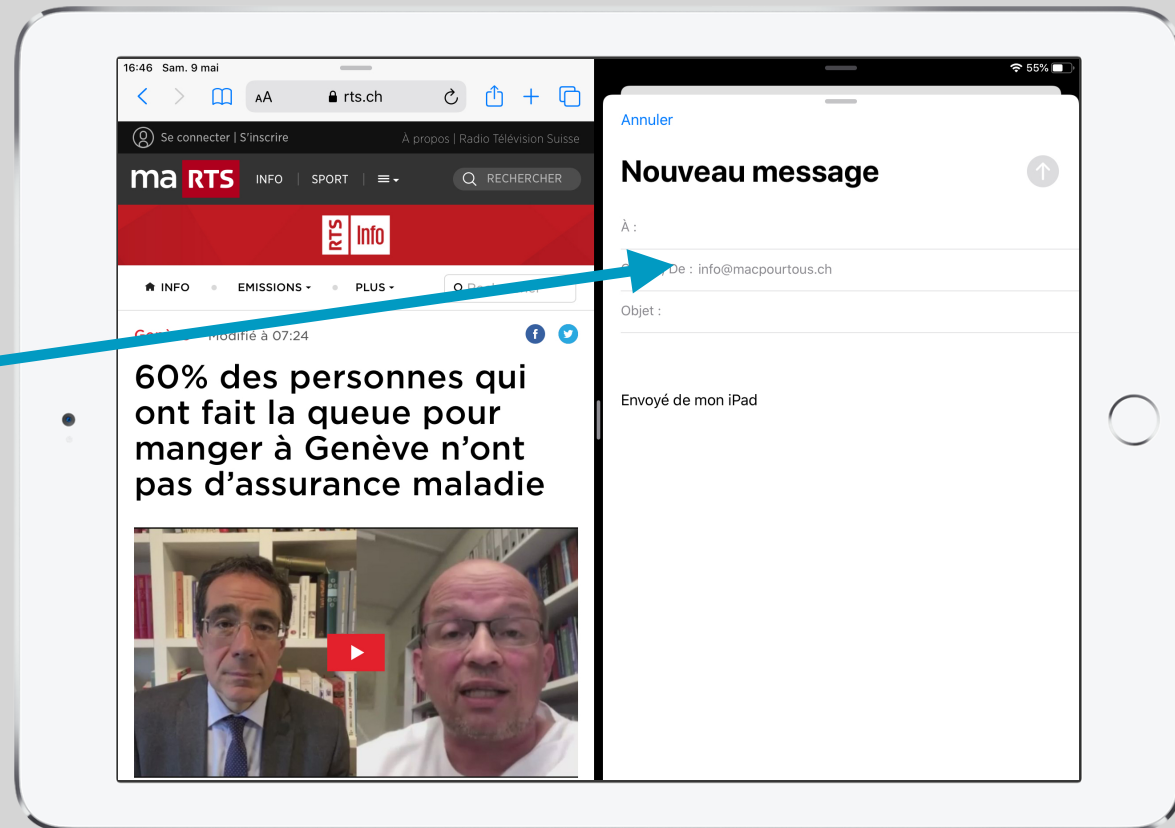 16:46 Sam. 9 mai
55%
AA rts.ch
Se connecter | S'inscrire
À propos | Radio Télévision Suisse
ma RTS INFO | SPORT |
RECHERCHER
RTS Info
INFO EMISSIONS PLUS
Modifié à 07:24
60% des personnes qui
ont fait la queue pour
manger à Genève n'ont
pas d'assurance maladie
Annuler
Nouveau message
À :
De : info@macpourtous.ch
Objet :
Envoyé de mon iPad